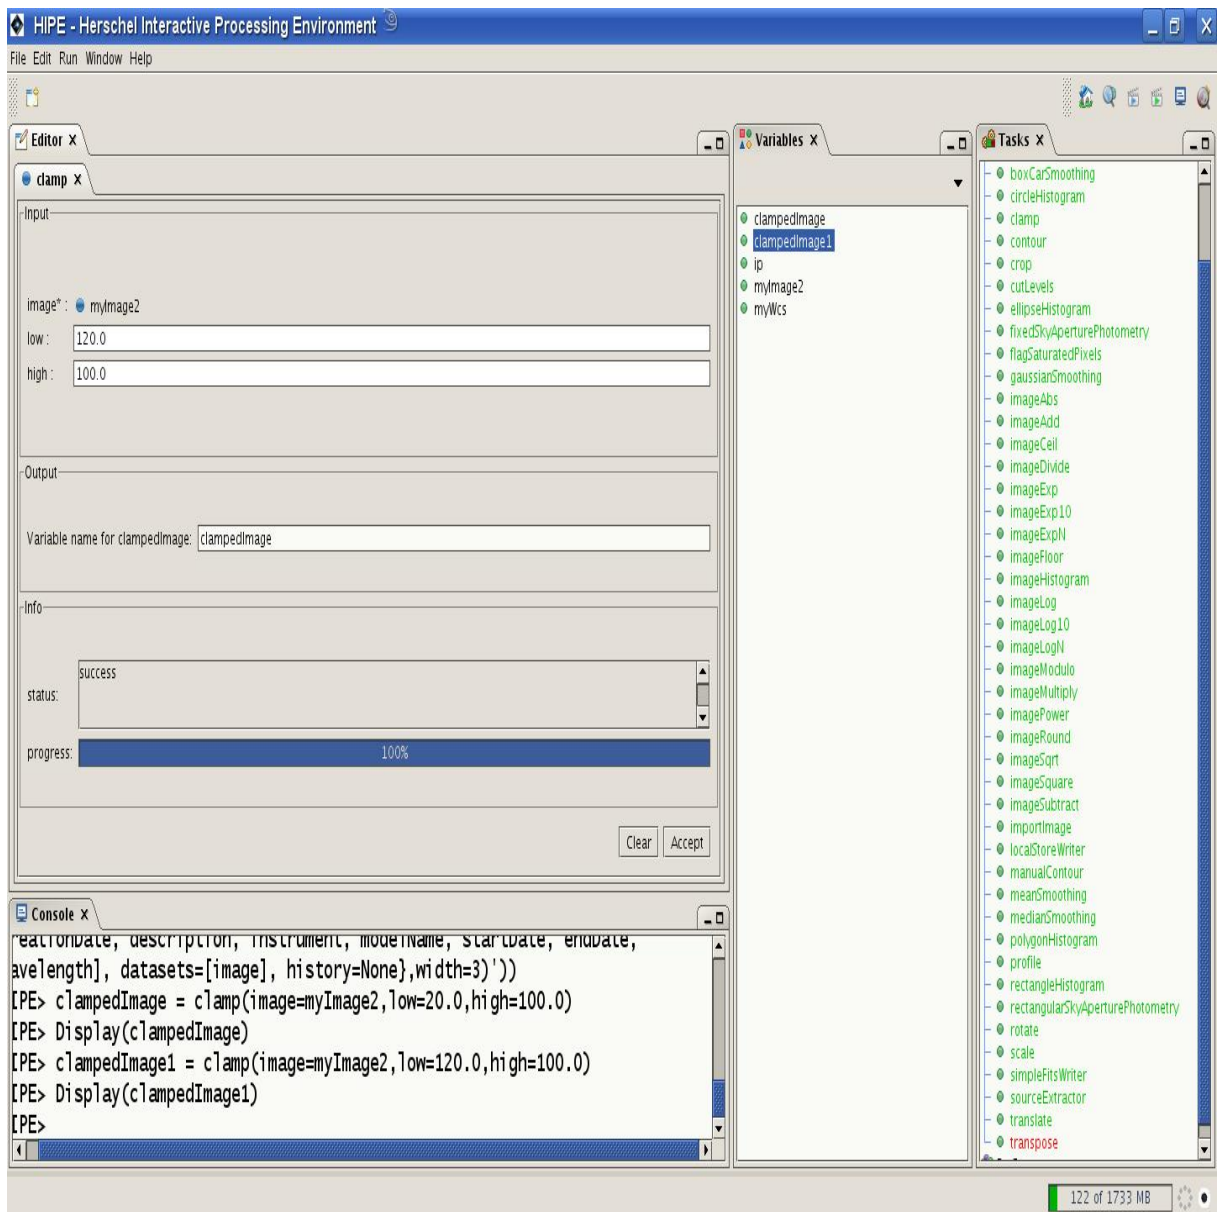 HIPE - Herschel Interactive Processing Environment
File Edit Run Window Help
Editor X
clamp X
Input
image* : myImage2
low : 120.0
high : 100.0
Output
Variable name for clampedImage: clampedImage
Info
status: success
progress: 100%
Clear Accept
Console X
reationDate, description, instrument, modelName, startDate, endDate,
avelength], datasets=[image], history=None},width=3)'))
[PE> clampedImage = clamp(image=myImage2,low=20.0,high=100.0)
[PE> Display(clampedImage)
[PE> clampedImage1 = clamp(image=myImage2,low=120.0,high=100.0)
[PE> Display(clampedImage1)
[PE>
Variables X
clampedImage
clampedImage1
ip
myImage2
myWcs
Tasks X
boxCarSmoothing
circleHistogram
clamp
contour
crop
cutLevels
ellipseHistogram
fixedSkyAperturePhotometry
flagSaturatedPixels
gaussianSmoothing
imageAbs
imageAdd
imageCeil
imageDivide
imageExp
imageExp10
imageExpN
imageFloor
imageHistogram
imageLog
imageLog10
imageLogN
imageModulo
imageMultiply
imagePower
imageRound
imageSqrt
imageSquare
imageSubtract
importImage
localStoreWriter
manualContour
meanSmoothing
medianSmoothing
polygonHistogram
profile
rectangleHistogram
rectangularSkyAperturePhotometry
rotate
scale
simpleFitsWriter
sourceExtractor
translate
transpose
122 of 1733 MB